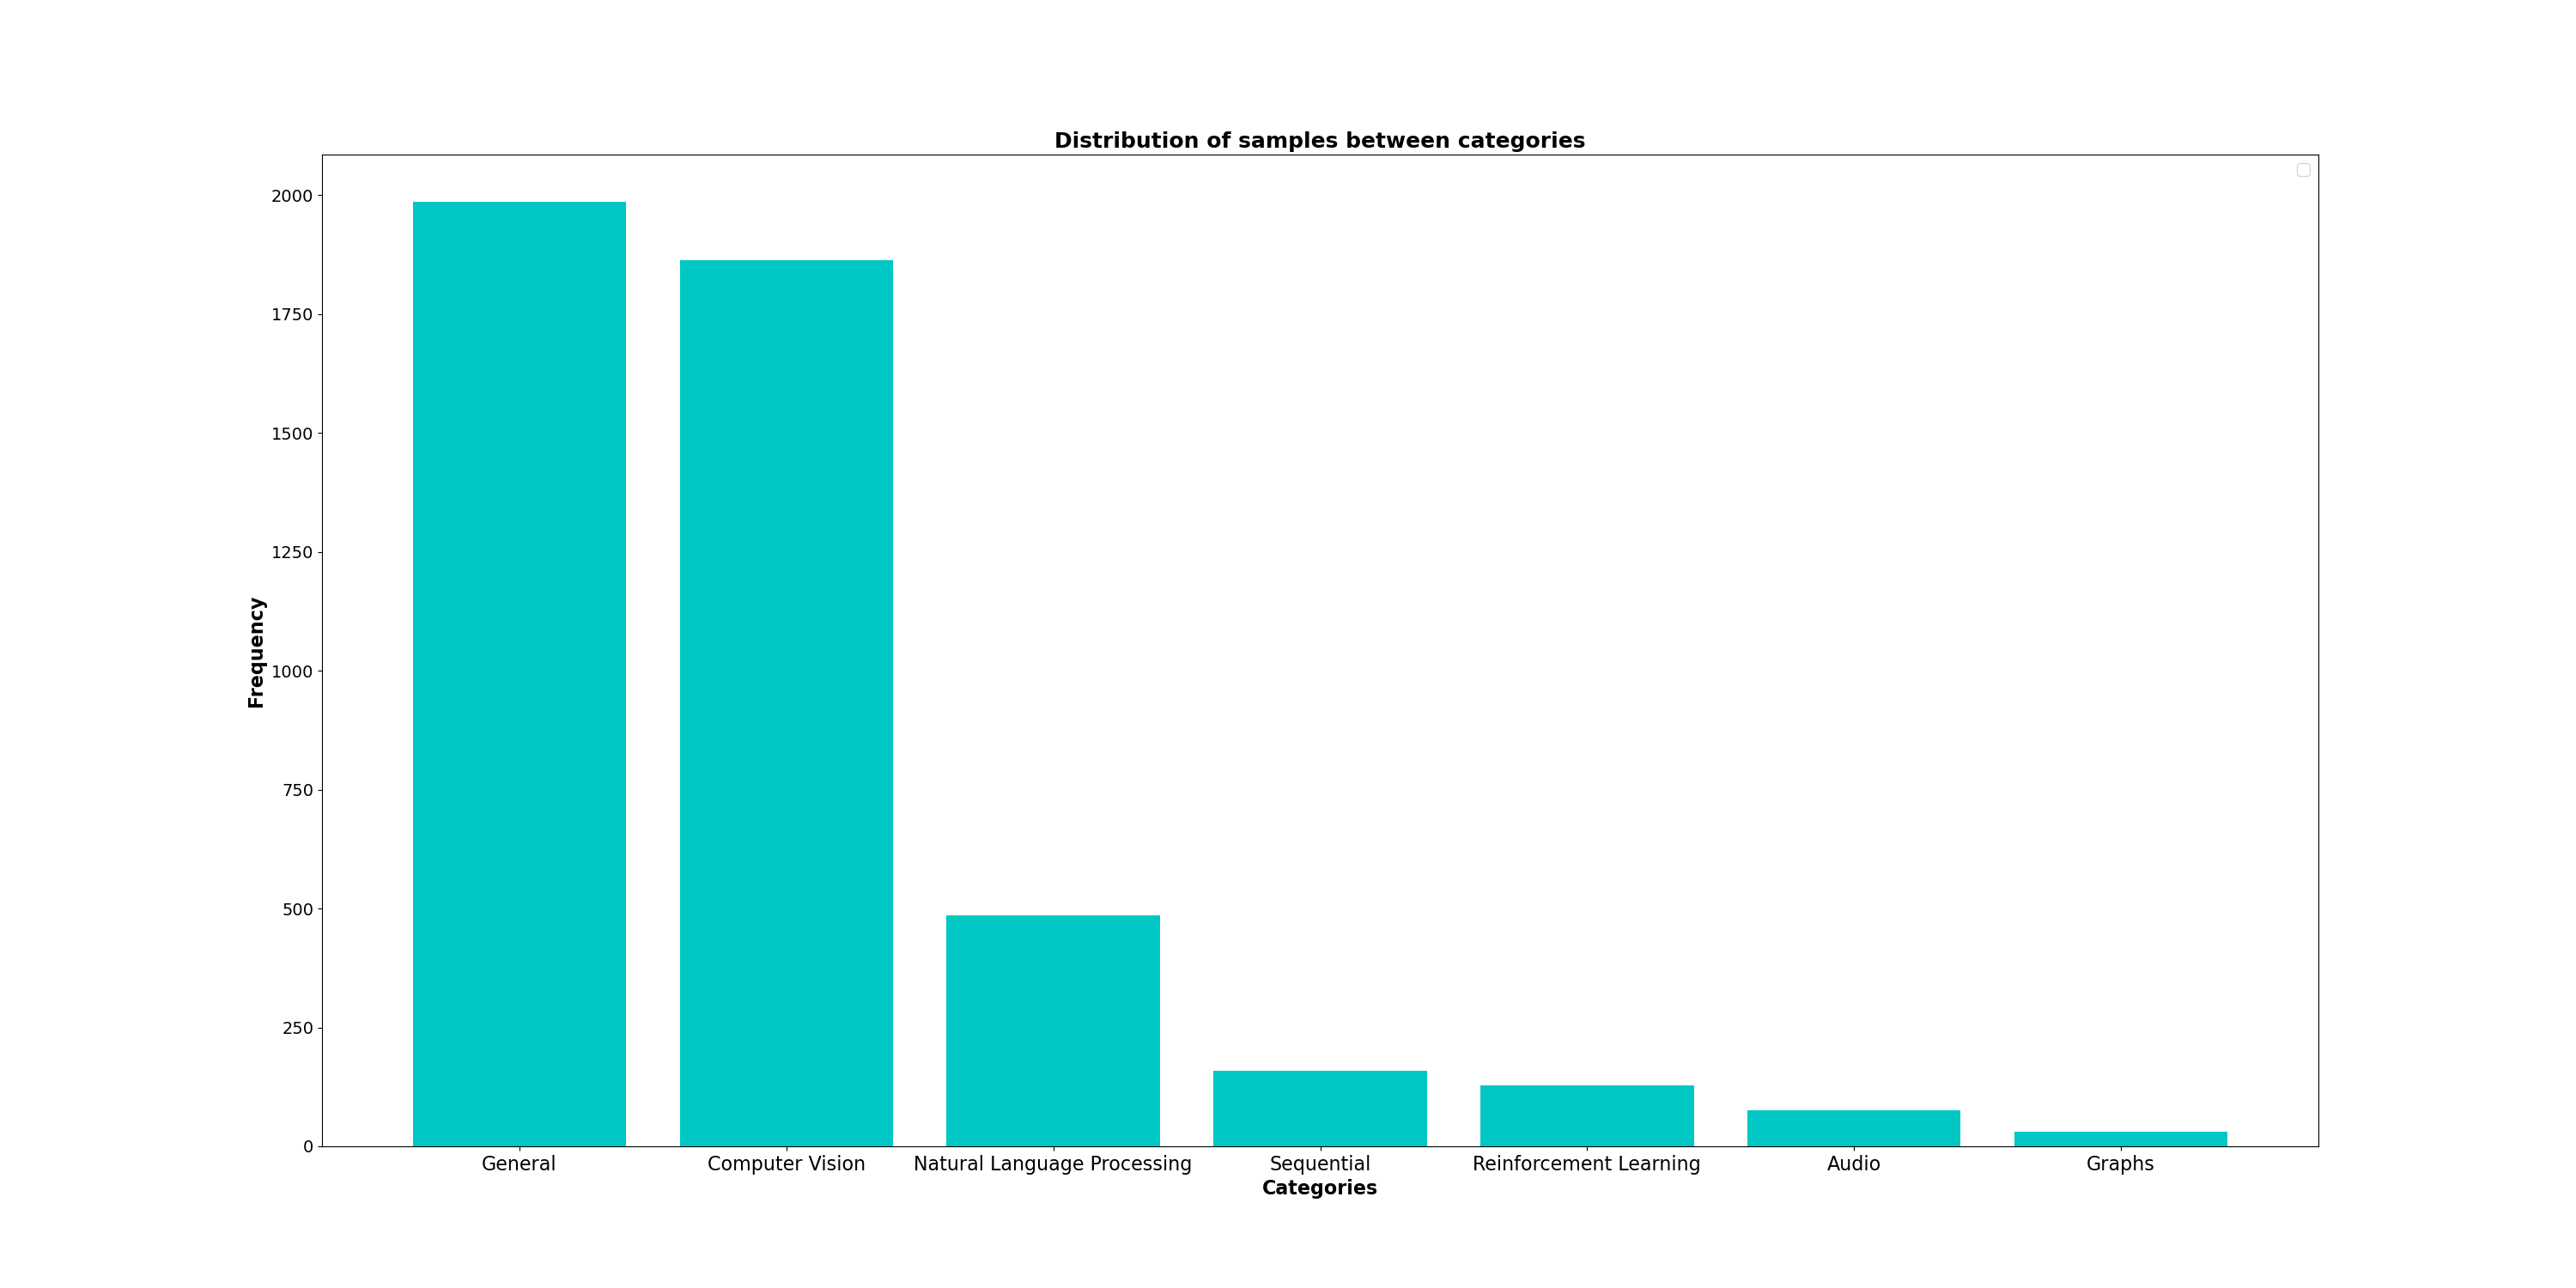 Distribution of samples between categories
2000
1750
1500
1250
1000
750
500
250
0
Frequency
General Computer Vision Natural Language Processing Sequential Reinforcement Learning Audio Graphs
Categories